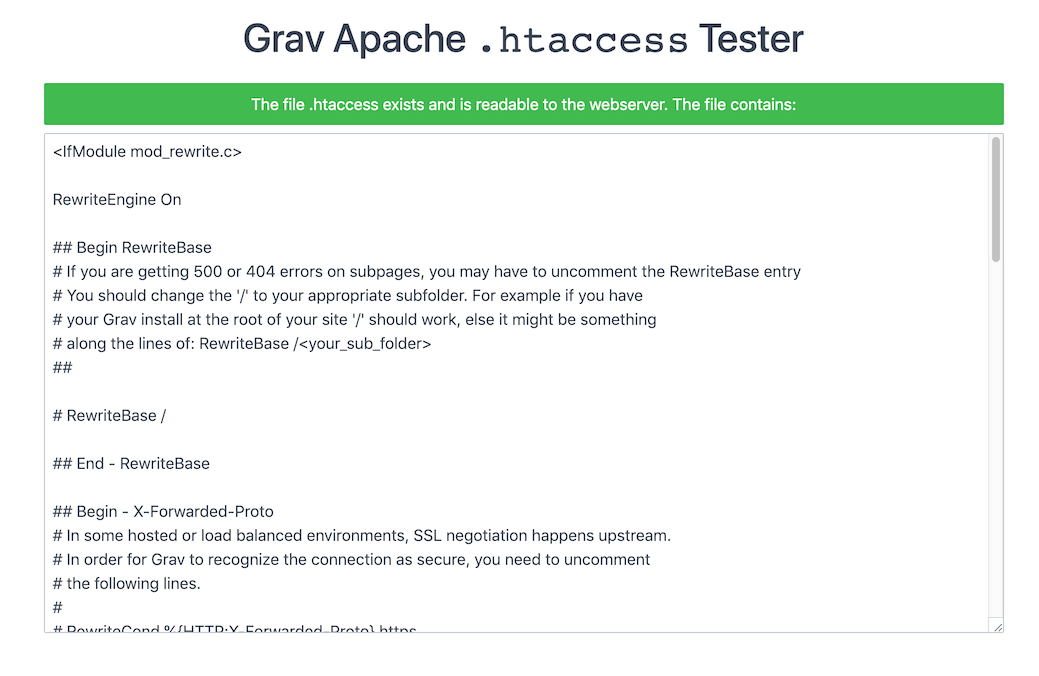 Grav Apache .htaccess Tester
The file .htaccess exists and is readable to the webserver. The file contains:
<IfModule mod_rewrite.c>
RewriteEngine On
## Begin RewriteBase
# If you are getting 500 or 404 errors on subpages, you may have to uncomment the RewriteBase entry
# You should change the '/' to your appropriate subfolder. For example if you have
# your Grav install at the root of your site '/' should work, else it might be something
# along the lines of: RewriteBase /<your_sub_folder>
##
# RewriteBase /
## End - RewriteBase
## Begin - X-Forwarded-Proto
# In some hosted or load balanced environments, SSL negotiation happens upstream.
# In order for Grav to recognize the connection as secure, you need to uncomment
# the following lines.
#
# RewriteCond %{HTTP:X-Forwarded-Proto} https